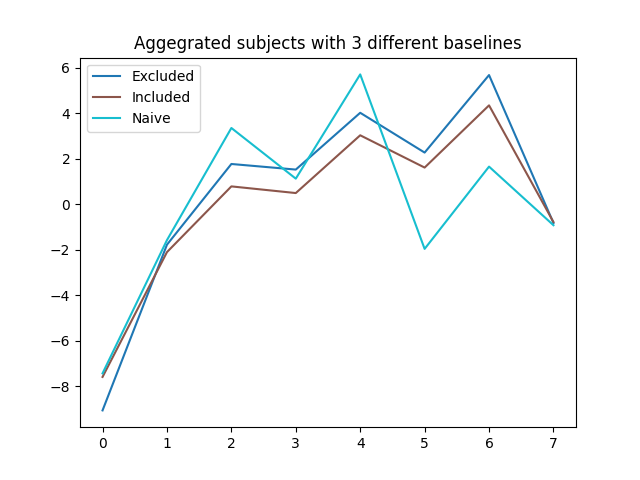 Aggegrated subjects with 3 different baselines
Excluded
Included
Naive
6
4
2
0
−2
−4
−6
−8
0 1 2 3 4 5 6 7